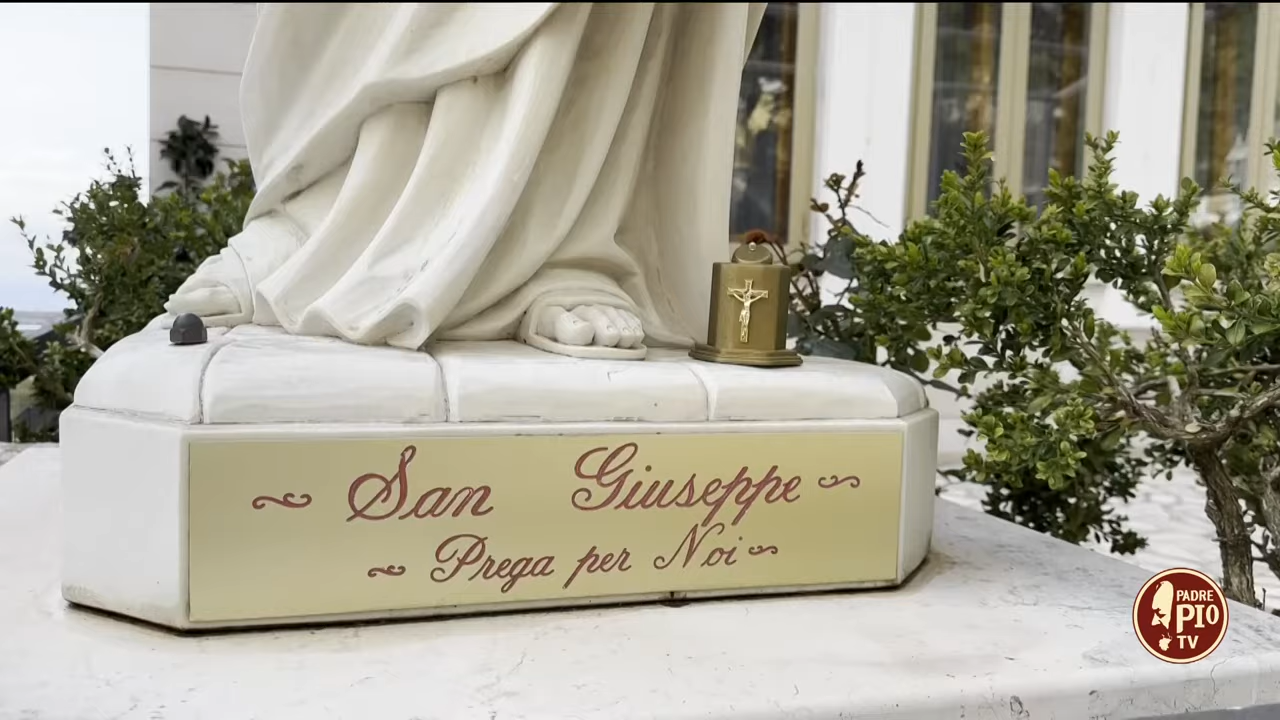 ~ San Giuseppe ~
~ Prega per Noi ~
PADRE
PIO
TV